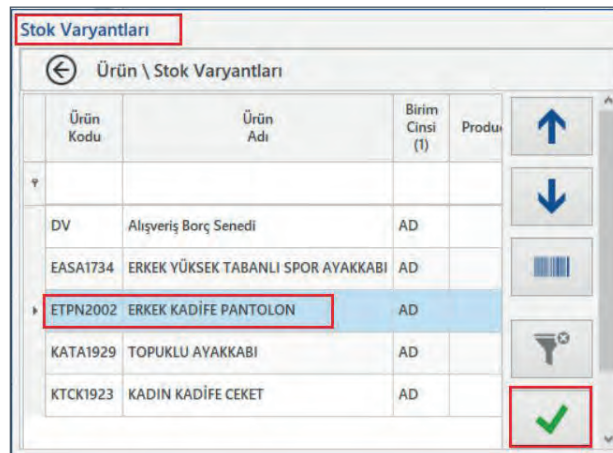 Stok Varyantları
Ürün \ Stok Varyantları
Ürün Kodu Ürün Adı Birim Cinsi (1) Produ
DV Alışveriş Borç Senedi AD
EASA1734 ERKEK YÜKSEK TABANLI SPOR AYAKKABI AD
ETPN2002 ERKEK KADİFE PANTOLON AD
KATA1929 TOPUKLU AYAKKABI AD
KTCK1923 KADIN KADİFE CEKET AD